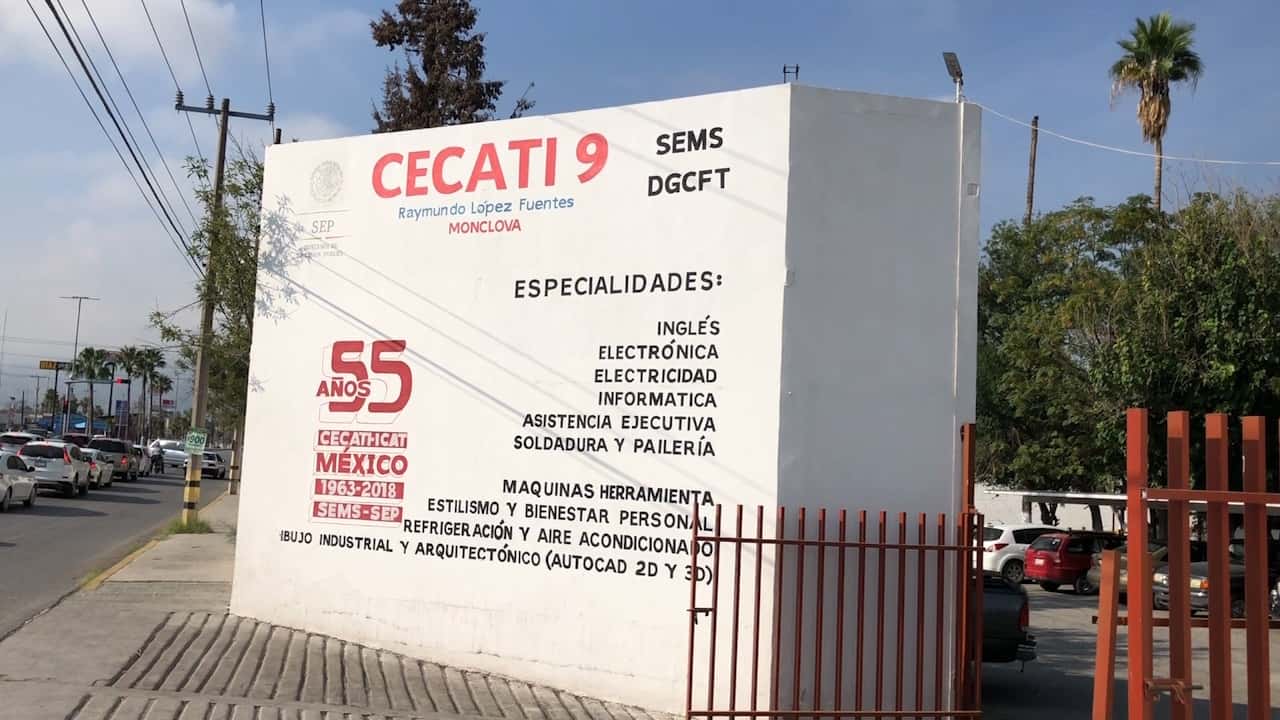 CECATI 9
Raymundo López Fuentes
MONCLOVA
SEMS
DGCFT
SEP
ESPECIALIDADES:
INGLÉS
ELECTRÓNICA
ELECTRICIDAD
INFORMATICA
ASISTENCIA EJECUTIVA
SOLDADURA Y PAILERÍA
MAQUINAS HERRAMIENTA
ESTILISMO Y BIENESTAR PERSONAL
REFRIGERACIÓN Y AIRE ACONDICIONADO
IBUJO INDUSTRIAL Y ARQUITECTÓNICO (AUTOCAD 2D Y 3D)
55
AÑOS
CECATI-ICAT
MÉXICO
1963-2018
SEMS-SEP